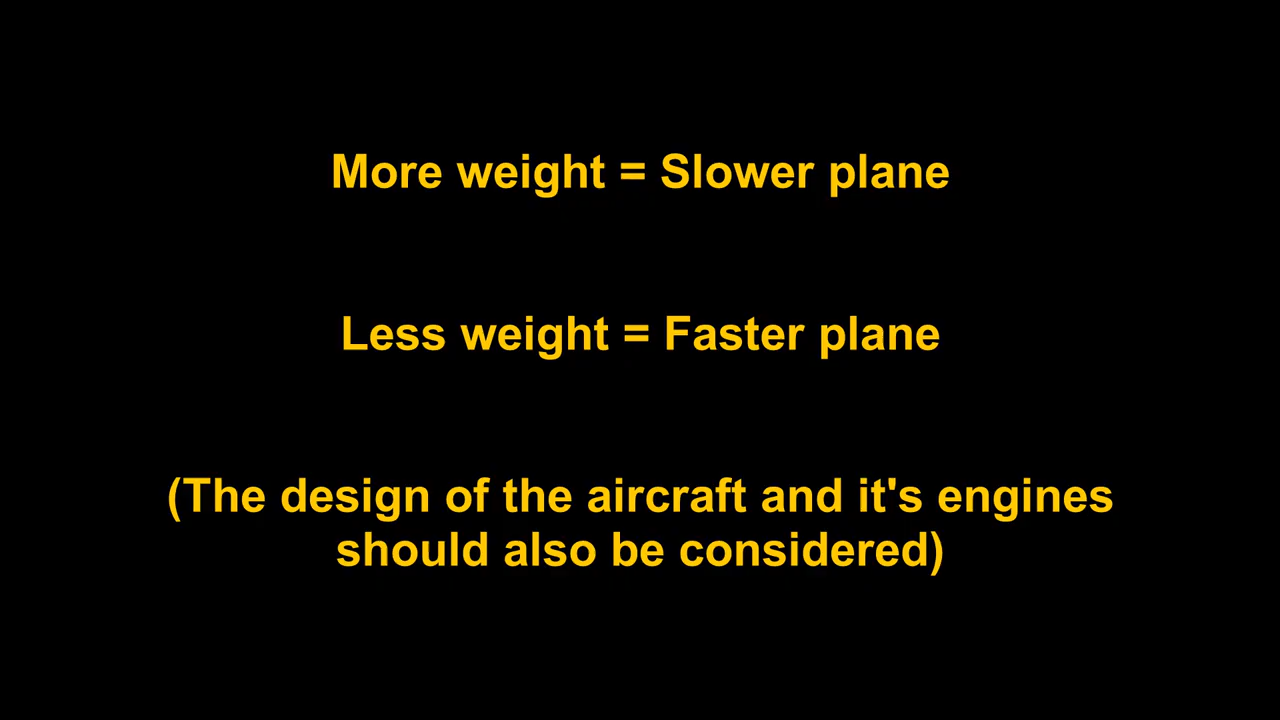 More weight = Slower plane
Less weight = Faster plane
(The design of the aircraft and it's engines
should also be considered)